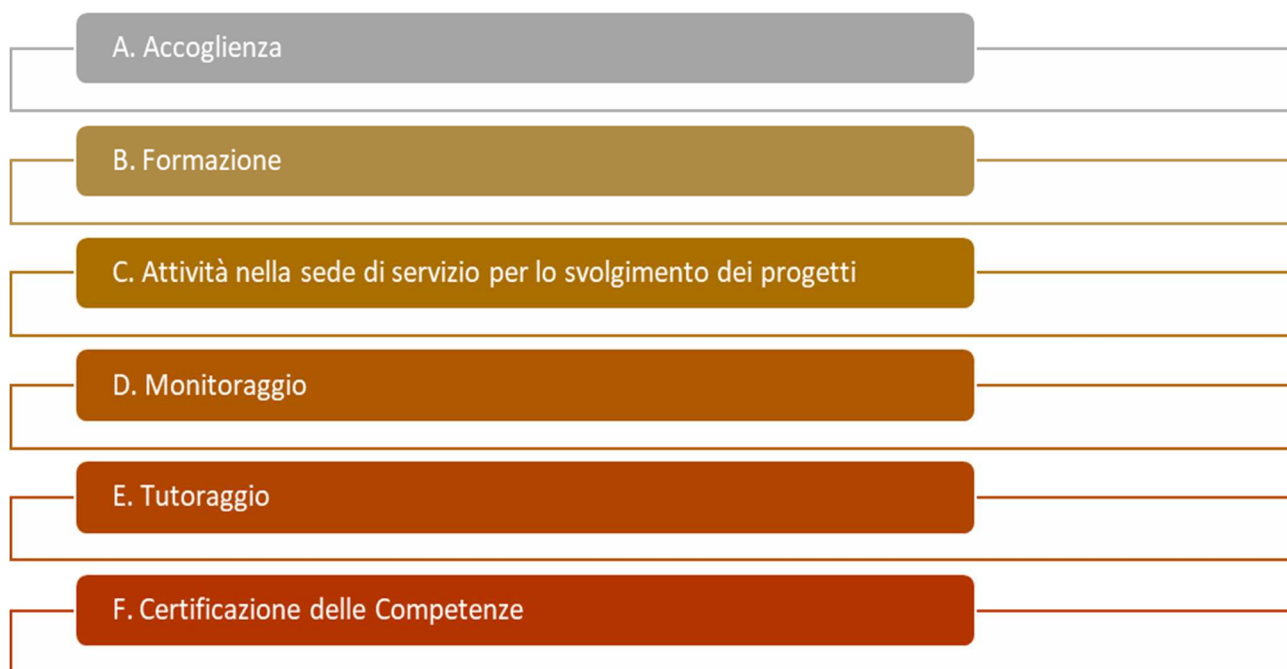 A. Accoglienza
B. Formazione
C. Attività nella sede di servizio per lo svolgimento dei progetti
D. Monitoraggio
E. Tutoraggio
F. Certificazione delle Competenze